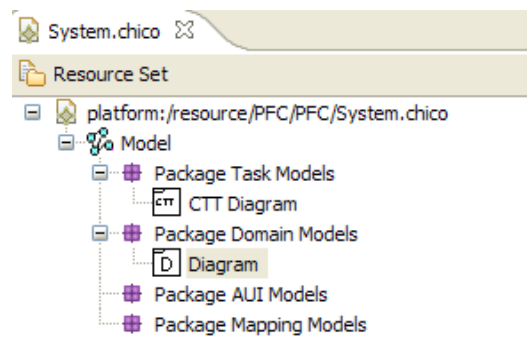 System.chico
Resource Set
platform:/resource/PFC/PFC/System.chico
Model
Package Task Models
CTT CTT Diagram
Package Domain Models
D Diagram
Package AUI Models
Package Mapping Models